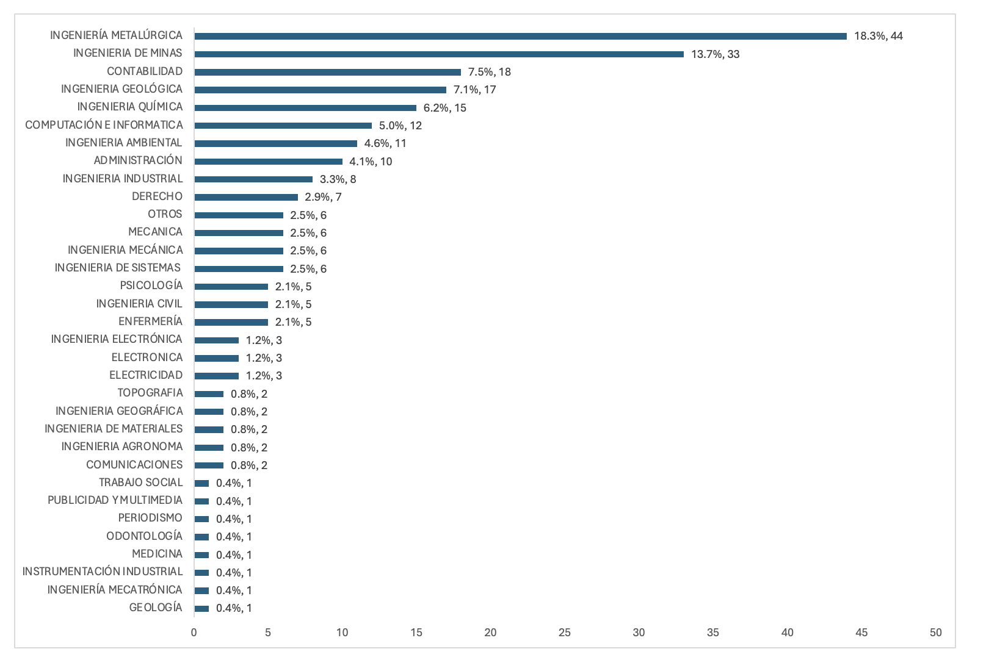 INGENIERÍA METALÚRGICA 18.3%, 44
INGENIERIA DE MINAS 13.7%, 33
CONTABILIDAD 7.5%, 18
INGENIERIA GEOLÓGICA 7.1%, 17
INGENIERIA QUÍMICA 6.2%, 15
COMPUTACIÓN E INFORMATICA 5.0%, 12
INGENIERIA AMBIENTAL 4.6%, 11
ADMINISTRACIÓN 4.1%, 10
INGENIERIA INDUSTRIAL 3.3%, 8
DERECHO 2.9%, 7
OTROS 2.5%, 6
MECANICA 2.5%, 6
INGENIERIA MECÁNICA 2.5%, 6
INGENIERIA DE SISTEMAS 2.5%, 6
PSICOLOGÍA 2.1%, 5
INGENIERIA CIVIL 2.1%, 5
ENFERMERÍA 2.1%, 5
INGENIERIA ELECTRÓNICA 1.2%, 3
ELECTRONICA 1.2%, 3
ELECTRICIDAD 1.2%, 3
TOPOGRAFIA 0.8%, 2
INGENIERIA GEOGRÁFICA 0.8%, 2
INGENIERIA DE MATERIALES 0.8%, 2
INGENIERIA AGRONOMA 0.8%, 2
COMUNICACIONES 0.8%, 2
TRABAJO SOCIAL 0.4%, 1
PUBLICIDAD Y MULTIMEDIA 0.4%, 1
PERIODISMO 0.4%, 1
ODONTOLOGÍA 0.4%, 1
MEDICINA 0.4%, 1
INSTRUMENTACIÓN INDUSTRIAL 0.4%, 1
INGENIERÍA MECATRÓNICA 0.4%, 1
GEOLOGÍA 0.4%, 1
0 5 10 15 20 25 30 35 40 45 50